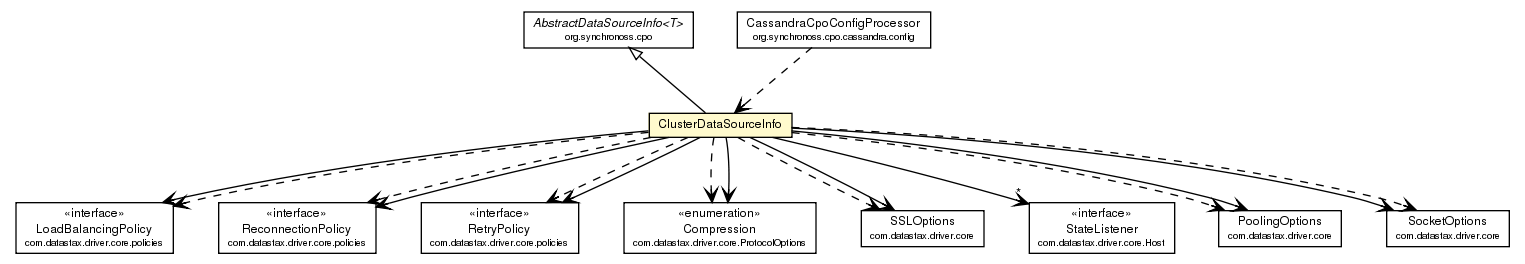 AbstractDataSourceInfo<T>
org.synchronoss.cpo
CassandraCpoConfigProcessor
org.synchronoss.cpo.cassandra.config
ClusterDataSourceInfo
«interface»
LoadBalancingPolicy
com.datastax.driver.core.policies
«interface»
ReconnectionPolicy
com.datastax.driver.core.policies
«interface»
RetryPolicy
com.datastax.driver.core.policies
«enumeration»
Compression
com.datastax.driver.core.ProtocolOptions
SSLOptions
com.datastax.driver.core
*
«interface»
StateListener
com.datastax.driver.core.Host
PoolingOptions
com.datastax.driver.core
SocketOptions
com.datastax.driver.core